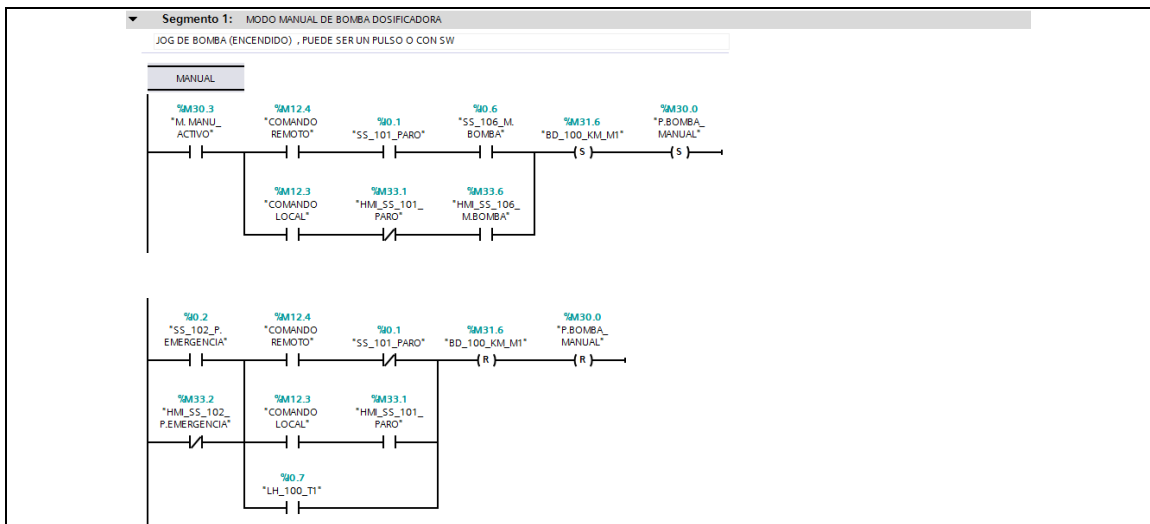 Segmento 1: MODO MANUAL DE BOMBA DOSIFICADORA
JOG DE BOMBA (ENCENDIDO) , PUEDE SER UN PULSO O CON SW
MANUAL
%M30.3
"M. MANU_
ACTIVO"
%M12.4
"COMANDO
REMOTO"
%I0.1
"SS_101_PARO"
%I0.6
"SS_106_M.
BOMBA"
%M31.6
"BD_100_KM_M1"
( S )
%M30.0
"P.BOMBA_
MANUAL"
( S )
%M12.3
"COMANDO
LOCAL"
%M33.1
"HMI_SS_101_
PARO"
%M33.6
"HMI_SS_106_
M.BOMBA"
%I0.2
"SS_102_P.
EMERGENCIA"
%M12.4
"COMANDO
REMOTO"
%I0.1
"SS_101_PARO"
%M31.6
"BD_100_KM_M1"
( R )
%M30.0
"P.BOMBA_
MANUAL"
( R )
%M33.2
"HMI_SS_102_
P.EMERGENCIA"
%M12.3
"COMANDO
LOCAL"
%M33.1
"HMI_SS_101_
PARO"
%I0.7
"LH_100_T1"